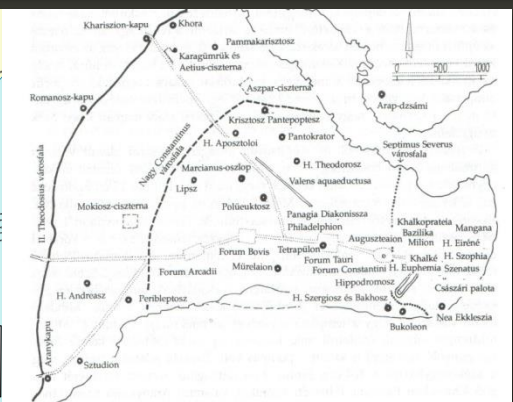 Khariszion-kapu
Khora
Pammakarisztosz
Karagümrük és
Aetius-ciszterna
N
0
500
1000
Aszpar-ciszterna
Arap-dzsámi
Romanosz-kapu
Krisztosz Pantepoptesz
H. Aposztoloi
Pantokrator
Septimus Severus
városfala
Nagy Constantinus
városfala
H. Theodorosz
Marcianus-oszlop
Valens aquaeductusa
Lipsz
II. Theodosius városfala
Mokiosz-ciszterna
Polüeuktosz
Panagia Diakonissza
Philadelphion
Khalkoprateia
Bazilika
Mangana
Augusteaion
Milion
H. Eiréné
Forum Bovis
Tetrapülon
Khalké
H. Szophia
Forum Tauri
H. Euphemia
Szenatus
Forum Arcadii
Mürelaion
Forum Constantini
Hippodromosz
Császári palota
H. Andreasz
Peribleptosz
H. Szergiosz és Bakhosz
Nea Ekkleszia
Bukoleon
Aranykapu
Sztudion